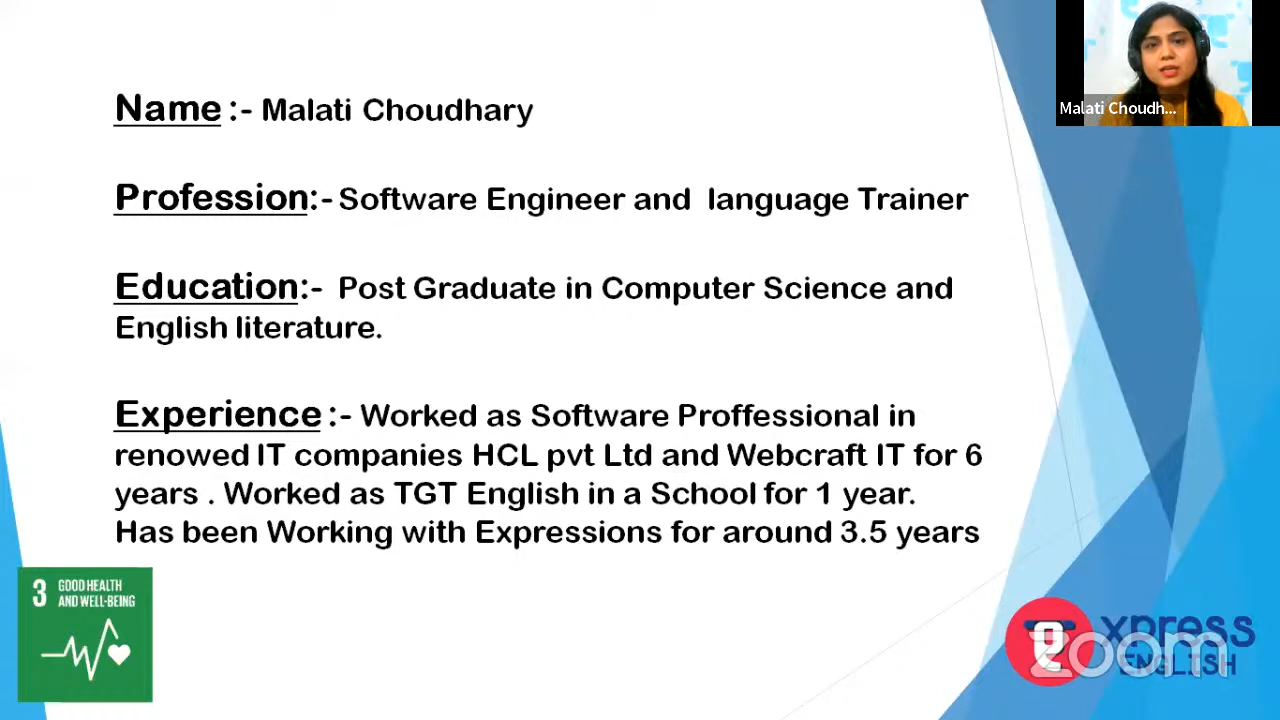 Malati Choudh...
Name :- Malati Choudhary
Profession:- Software Engineer and language Trainer
Education:- Post Graduate in Computer Science and
English literature.
Experience :- Worked as Software Proffessional in
renowed IT companies HCL pvt Ltd and Webcraft IT for 6
years . Worked as TGT English in a School for 1 year.
Has been Working with Expressions for around 3.5 years
3 GOOD HEALTH
AND WELL-BEING
xpress
ENGLISH
zoom